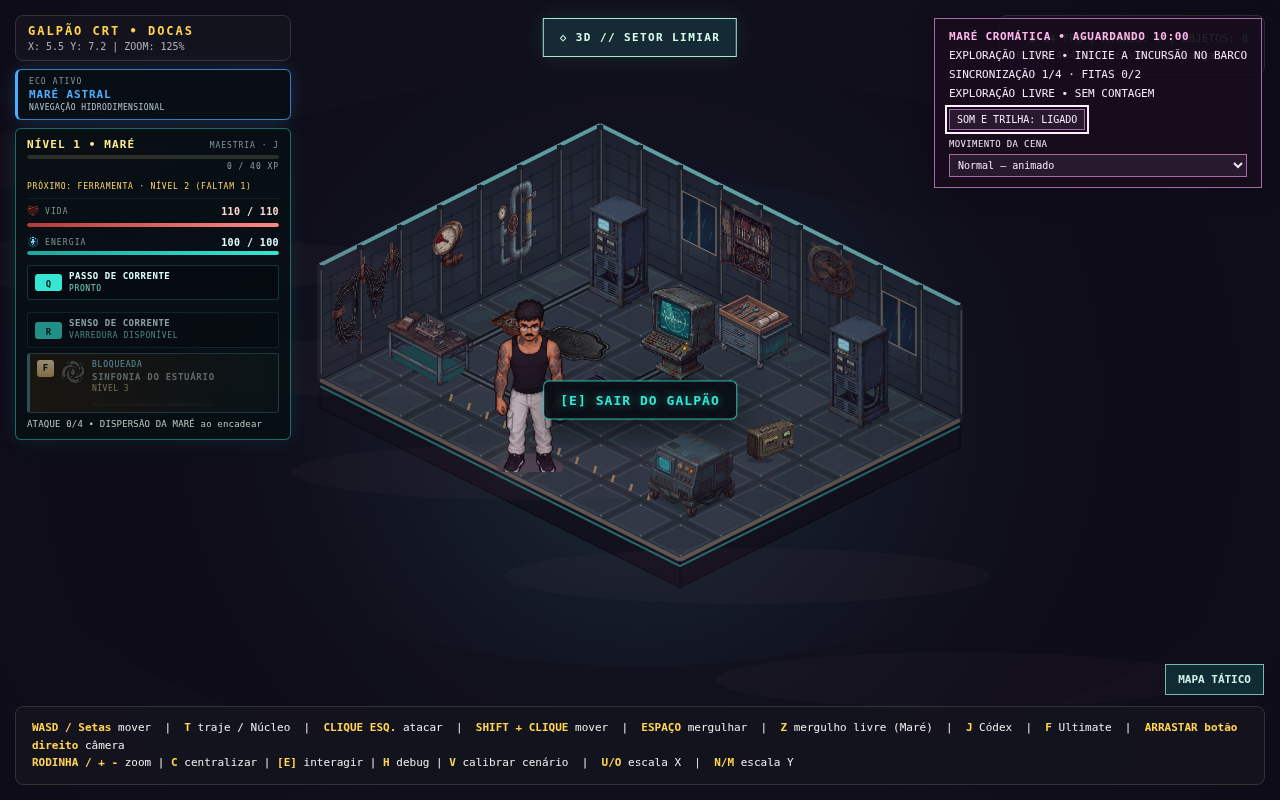 GALPÃO CRT • DOCAS
X: 5.5 Y: 7.2 | ZOOM: 125%
ECO ATIVO
MARÉ ASTRAL
NAVEGAÇÃO HIDRODIMENSIONAL
NÍVEL 1 • MARÉ
MAESTRIA · J
0 / 40 XP
PRÓXIMO: FERRAMENTA · NÍVEL 2 (FALTAM 1)
VIDA
110 / 110
ENERGIA
100 / 100
Q
PASSO DE CORRENTE
PRONTO
R
SENSO DE CORRENTE
VARREDURA DISPONÍVEL
F
BLOQUEADA
SINFONIA DO ESTUÁRIO
NÍVEL 3
ATAQUE 0/4 • DISPERSÃO DA MARÉ ao encadear
◇ 3D // SETOR LIMIAR
MARÉ CROMÁTICA • AGUARDANDO 10:00
EXPLORAÇÃO LIVRE • INICIE A INCURSÃO NO BARCO
SINCRONIZAÇÃO 1/4 · FITAS 0/2
EXPLORAÇÃO LIVRE • SEM CONTAGEM
SOM E TRILHA: LIGADO
MOVIMENTO DA CENA
Normal — animado
[E] SAIR DO GALPÃO
MAPA TÁTICO
WASD / Setas mover | T traje / Núcleo | CLIQUE ESQ. atacar | SHIFT + CLIQUE mover | ESPAÇO mergulhar | Z mergulho livre (Maré) | J Códex | F Ultimate | ARRASTAR botão
direito câmera
RODINHA / + - zoom | C centralizar | [E] interagir | H debug | V calibrar cenário | U/O escala X | N/M escala Y